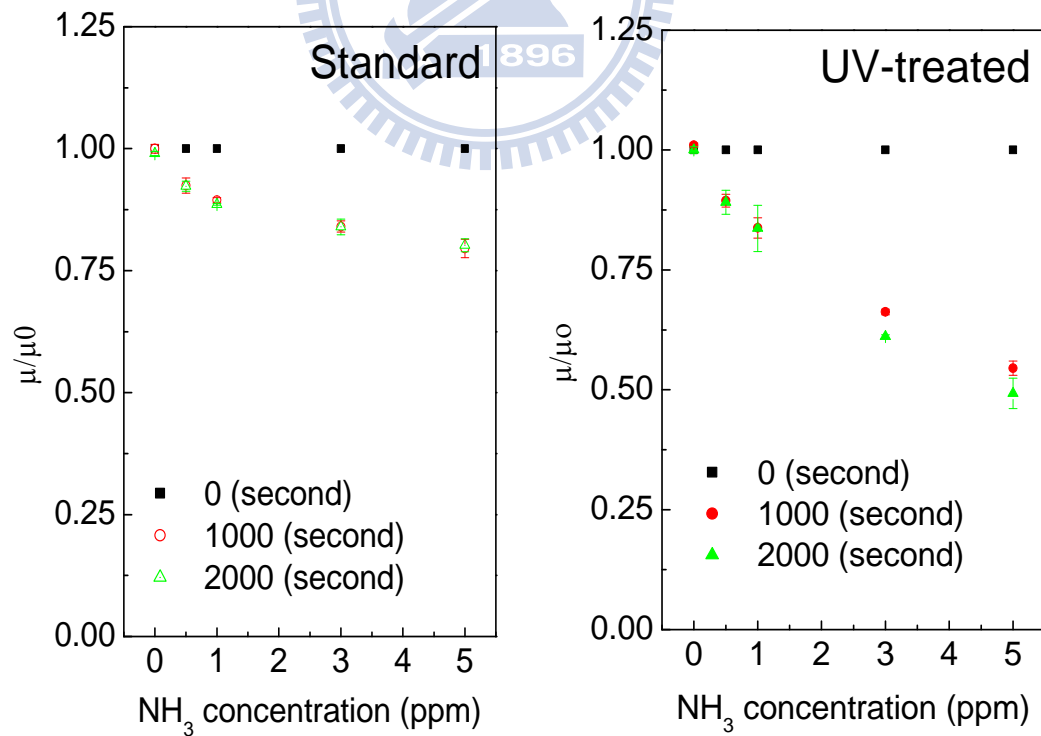 Standard
1896
1.25
1.00
0.75
0.50
0.25
0.00
μ/μ0
0 (second)
1000 (second)
2000 (second)
0 1 2 3 4 5
NH₃ concentration (ppm)
UV-treated
1.25
1.00
0.75
0.50
0.25
0.00
μ/μo
0 (second)
1000 (second)
2000 (second)
0 1 2 3 4 5
NH₃ concentration (ppm)